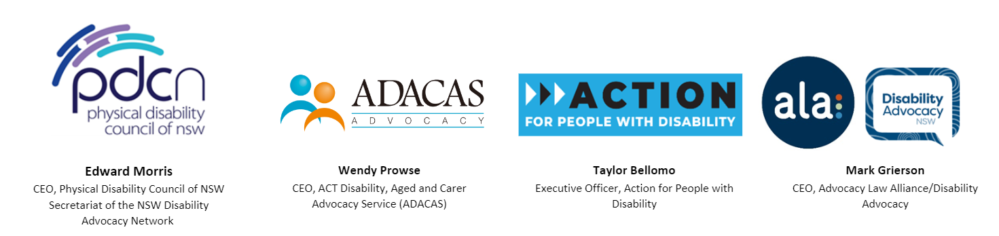 pdcn
physical disability
council of nsw
Edward Morris
CEO, Physical Disability Council of NSW
Secretariat of the NSW Disability
Advocacy Network
ADACAS
ADVOCACY
Wendy Prowse
CEO, ACT Disability, Aged and Carer
Advocacy Service (ADACAS)
ACTION
FOR PEOPLE WITH DISABILITY
Taylor Bellomo
Executive Officer, Action for People with
Disability
ala:
Disability
Advocacy
NSW
Mark Grierson
CEO, Advocacy Law Alliance/Disability
Advocacy